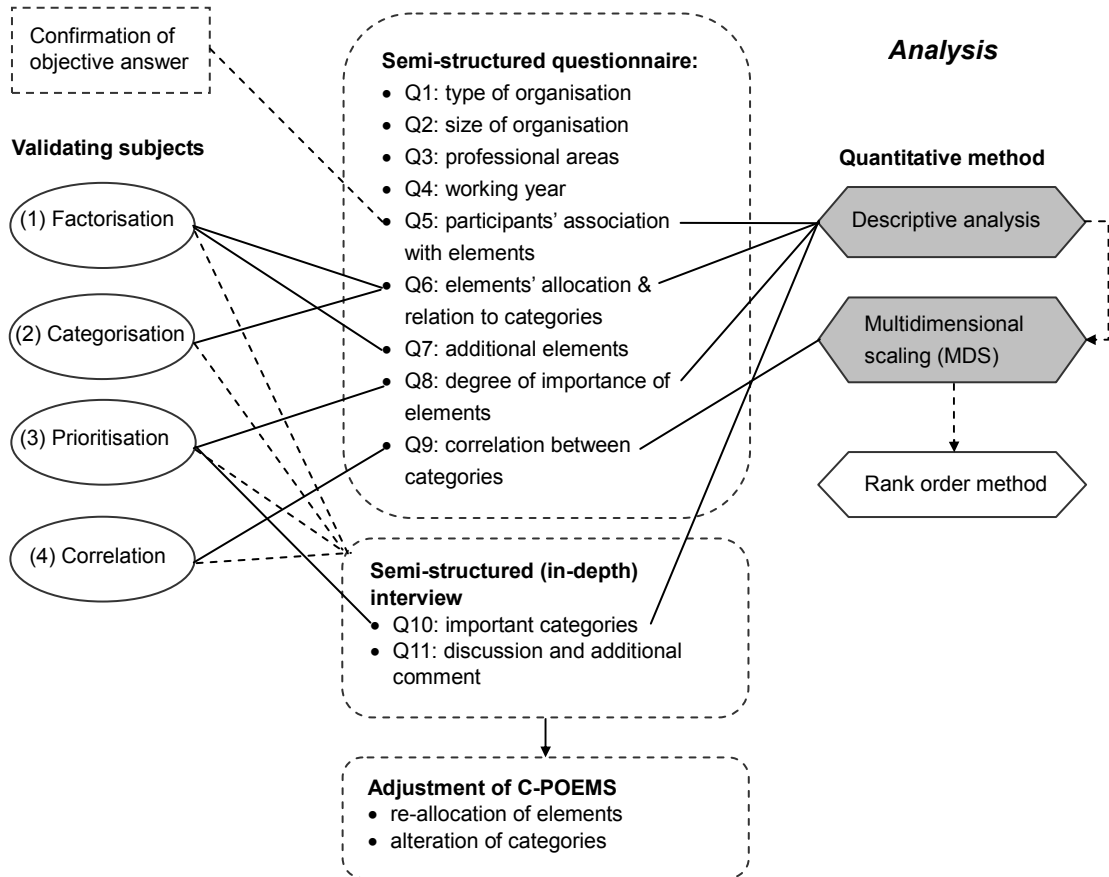 Confirmation of
objective answer
Validating subjects
(1) Factorisation
(2) Categorisation
(3) Prioritisation
(4) Correlation
Semi-structured questionnaire:
• Q1: type of organisation
• Q2: size of organisation
• Q3: professional areas
• Q4: working year
• Q5: participants’ association
with elements
• Q6: elements’ allocation &
relation to categories
• Q7: additional elements
• Q8: degree of importance of
elements
• Q9: correlation between
categories
Semi-structured (in-depth)
interview
• Q10: important categories
• Q11: discussion and additional
comment
Adjustment of C-POEMS
• re-allocation of elements
• alteration of categories
Analysis
Quantitative method
Descriptive analysis
Multidimensional
scaling (MDS)
Rank order method